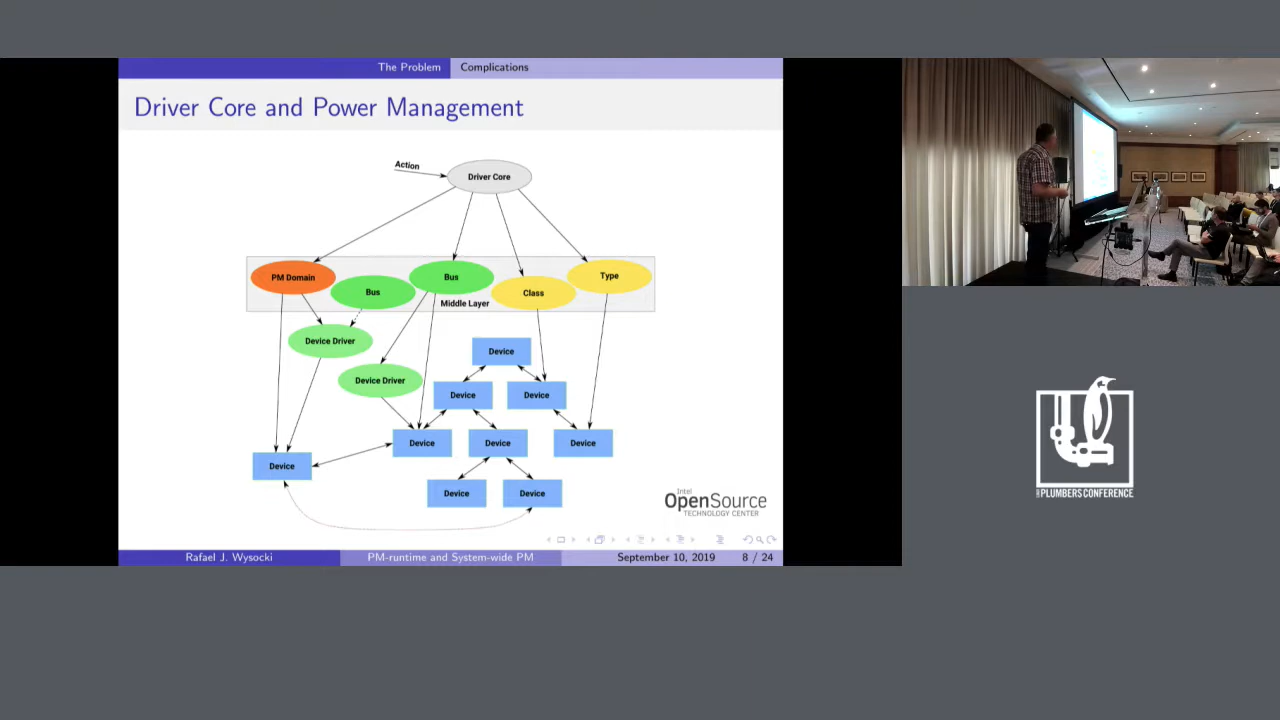 The Problem
Complications
Driver Core and Power Management
Action
Driver Core
PM Domain
Bus
Bus
Class
Type
Middle Layer
Device Driver
Device Driver
Device
Device
Device
Device
Device
Device
Device
Device
Device
Intel
OpenSource
TECHNOLOGY CENTER
Rafael J. Wysocki
PM-runtime and System-wide PM
September 10, 2019
8 / 24
PLUMBERS CONFERENCE